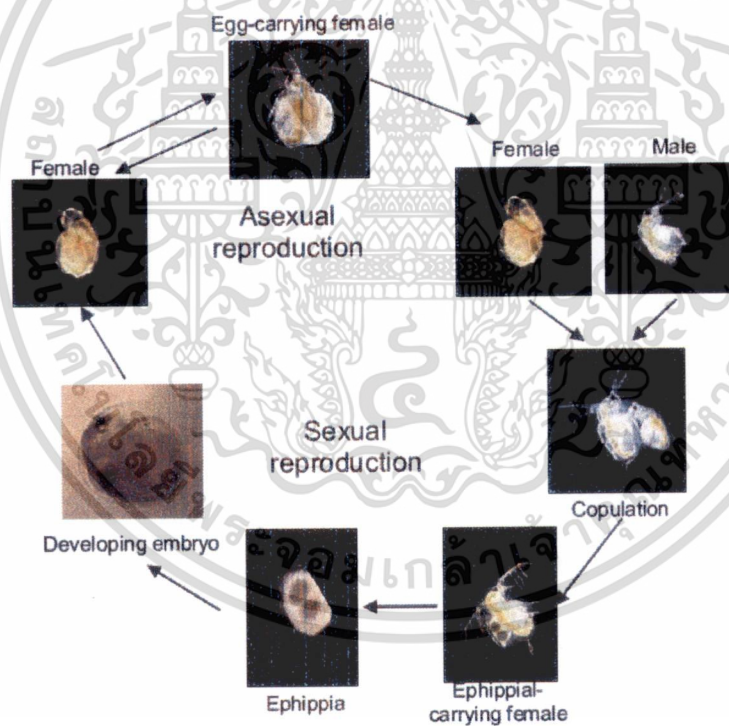 Egg-carrying female
Female
Female
Male
Asexual
reproduction
Sexual
reproduction
Copulation
Developing embryo
Ephippia
Ephippial-
carrying female